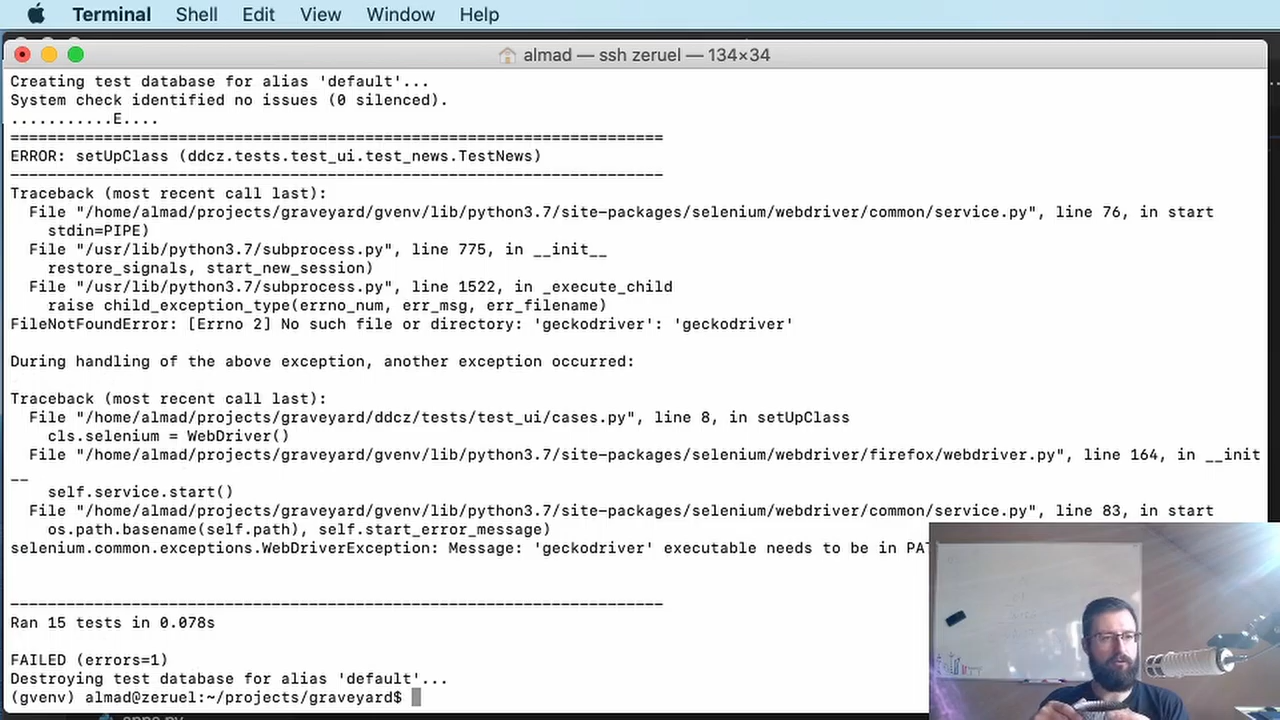 Terminal Shell Edit View Window Help
almad — ssh zeruel — 134×34
Creating test database for alias 'default'...
System check identified no issues (0 silenced).
...........E....
======================================================================
ERROR: setUpClass (ddcz.tests.test_ui.test_news.TestNews)
----------------------------------------------------------------------
Traceback (most recent call last):
  File "/home/almad/projects/graveyard/gvenv/lib/python3.7/site-packages/selenium/webdriver/common/service.py", line 76, in start
    stdin=PIPE)
  File "/usr/lib/python3.7/subprocess.py", line 775, in __init__
    restore_signals, start_new_session)
  File "/usr/lib/python3.7/subprocess.py", line 1522, in _execute_child
    raise child_exception_type(errno_num, err_msg, err_filename)
FileNotFoundError: [Errno 2] No such file or directory: 'geckodriver': 'geckodriver'
During handling of the above exception, another exception occurred:
Traceback (most recent call last):
  File "/home/almad/projects/graveyard/ddcz/tests/test_ui/cases.py", line 8, in setUpClass
    cls.selenium = WebDriver()
  File "/home/almad/projects/graveyard/gvenv/lib/python3.7/site-packages/selenium/webdriver/firefox/webdriver.py", line 164, in __init
__
    self.service.start()
  File "/home/almad/projects/graveyard/gvenv/lib/python3.7/site-packages/selenium/webdriver/common/service.py", line 83, in start
    os.path.basename(self.path), self.start_error_message)
selenium.common.exceptions.WebDriverException: Message: 'geckodriver' executable needs to be in
----------------------------------------------------------------------
Ran 15 tests in 0.078s
FAILED (errors=1)
Destroying test database for alias 'default'...
(gvenv) almad@zeruel:~/projects/graveyard$